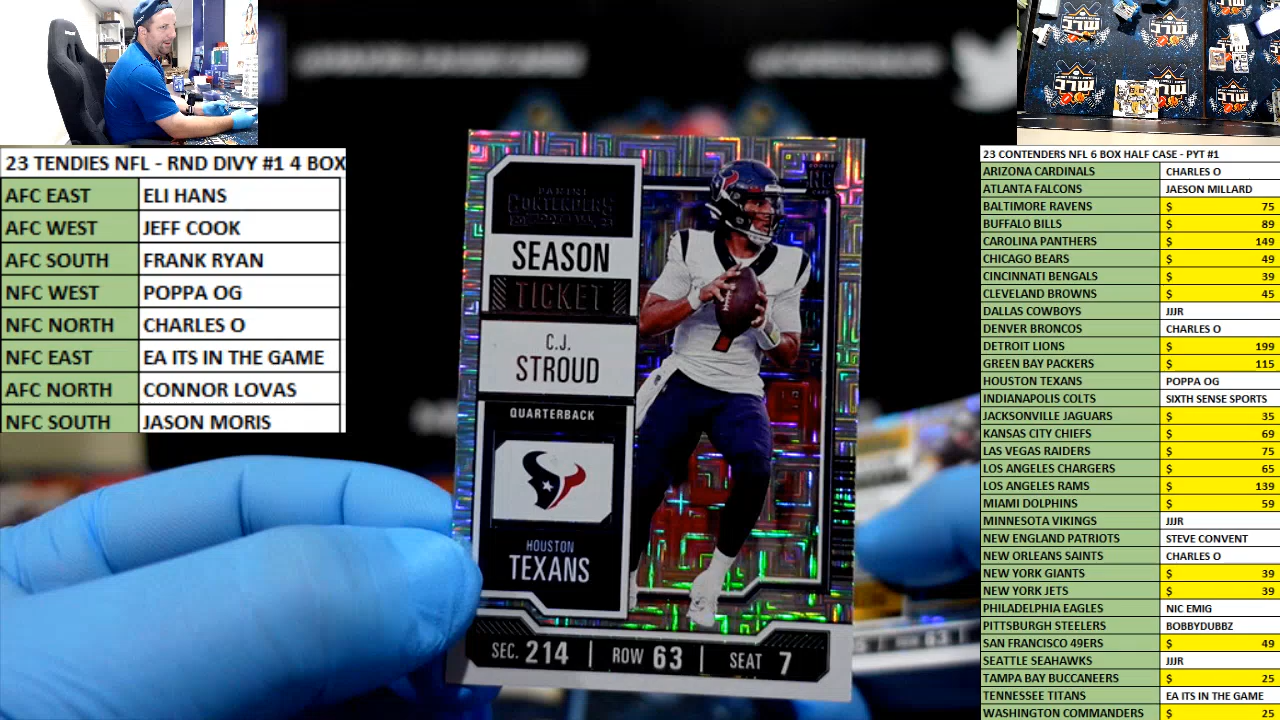 23 TENDIES NFL - RND DIVY #1 4 BOX
AFC EAST ELI HANS
AFC WEST JEFF COOK
AFC SOUTH FRANK RYAN
NFC WEST POPPA OG
NFC NORTH CHARLES O
NFC EAST EA ITS IN THE GAME
AFC NORTH CONNOR LOVAS
NFC SOUTH JASON MORIS
PANINI
CONTENDERS
SEASON
TICKET
C.J.
STROUD
QUARTERBACK
HOUSTON
TEXANS
SEC. 214 | ROW 63 | SEAT 7
23 CONTENDERS NFL 6 BOX HALF CASE - PYT #1
ARIZONA CARDINALS CHARLES O
ATLANTA FALCONS JAESON MILLARD
BALTIMORE RAVENS $ 75
BUFFALO BILLS $ 89
CAROLINA PANTHERS $ 149
CHICAGO BEARS $ 49
CINCINNATI BENGALS $ 39
CLEVELAND BROWNS $ 45
DALLAS COWBOYS JJJR
DENVER BRONCOS CHARLES O
DETROIT LIONS $ 199
GREEN BAY PACKERS $ 115
HOUSTON TEXANS POPPA OG
INDIANAPOLIS COLTS SIXTH SENSE SPORTS
JACKSONVILLE JAGUARS $ 35
KANSAS CITY CHIEFS $ 69
LAS VEGAS RAIDERS $ 75
LOS ANGELES CHARGERS $ 65
LOS ANGELES RAMS $ 139
MIAMI DOLPHINS $ 59
MINNESOTA VIKINGS JJJR
NEW ENGLAND PATRIOTS STEVE CONVENT
NEW ORLEANS SAINTS CHARLES O
NEW YORK GIANTS $ 39
NEW YORK JETS $ 39
PHILADELPHIA EAGLES NIC EMIG
PITTSBURGH STEELERS BOBBYDUBBZ
SAN FRANCISCO 49ERS $ 49
SEATTLE SEAHAWKS JJJR
TAMPA BAY BUCCANEERS $ 25
TENNESSEE TITANS EA ITS IN THE GAME
WASHINGTON COMMANDERS $ 25